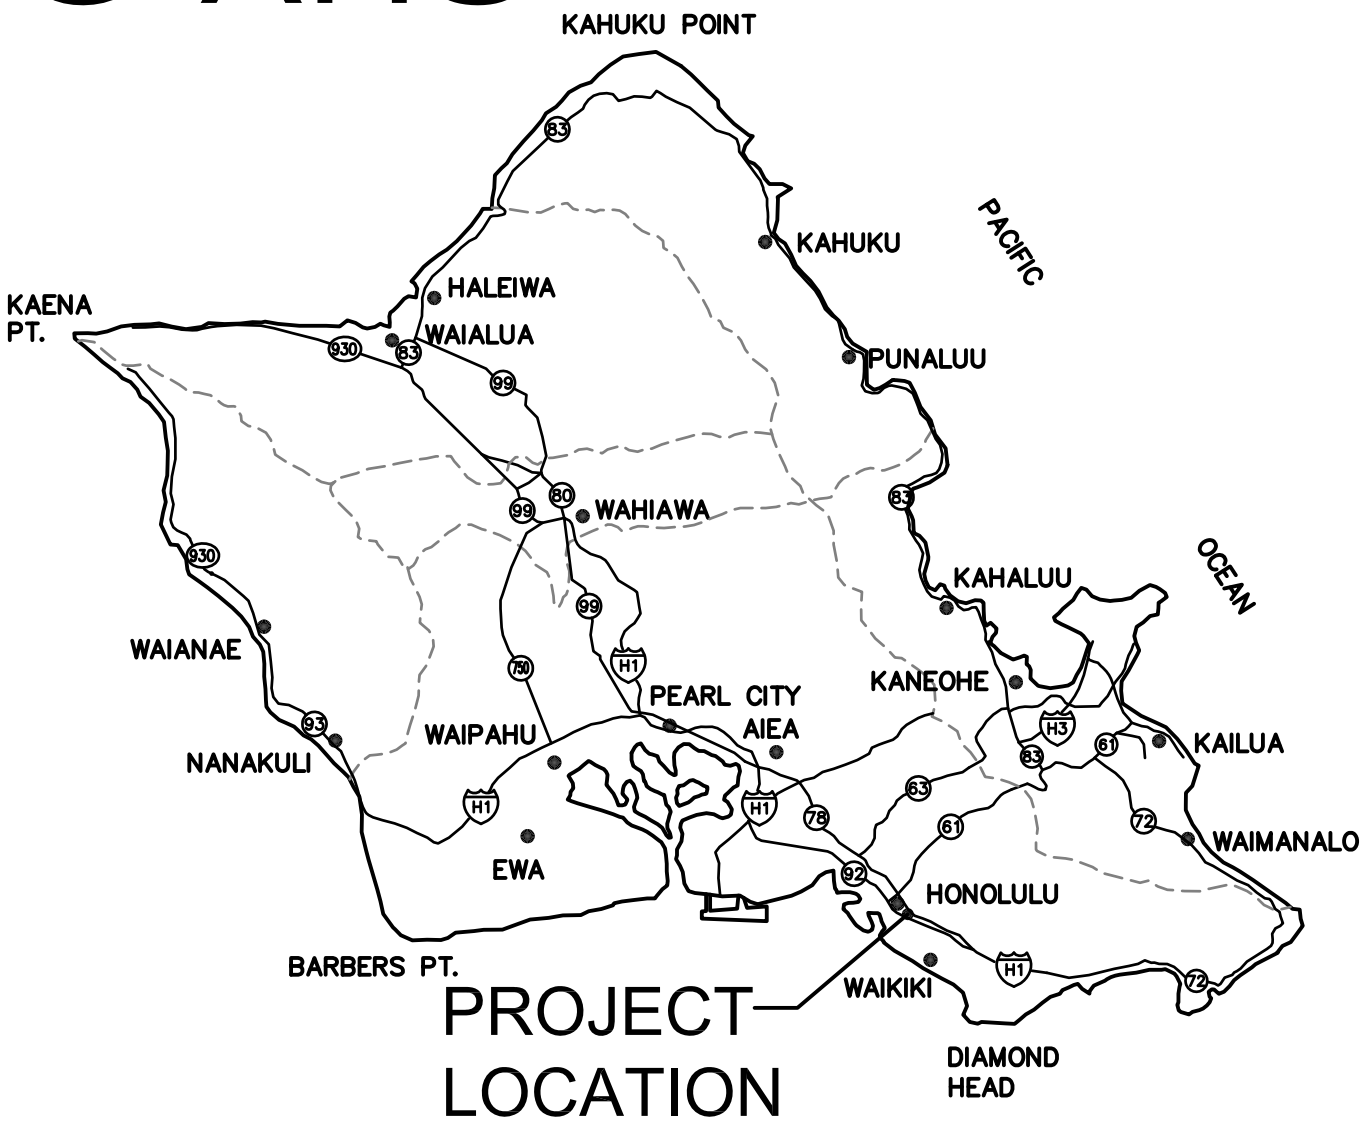 KAHUKU POINT
83
PACIFIC
KAHUKU
HALEIWA
KAENA
PT.
WAIALUA
930
83
PUNALUU
99
80
83
99
WAHIAWA
OCEAN
930
KAHALUU
99
WAIANAE
H1
750
KANEOHE
PEARL CITY
93
AIEA
H3
WAIPAHU
61
KAILUA
83
NANAKULI
63
H1
H1
78
72
61
EWA
WAIMANALO
92
HONOLULU
BARBERS PT.
H1
72
WAIKIKI
PROJECT
LOCATION
DIAMOND
HEAD